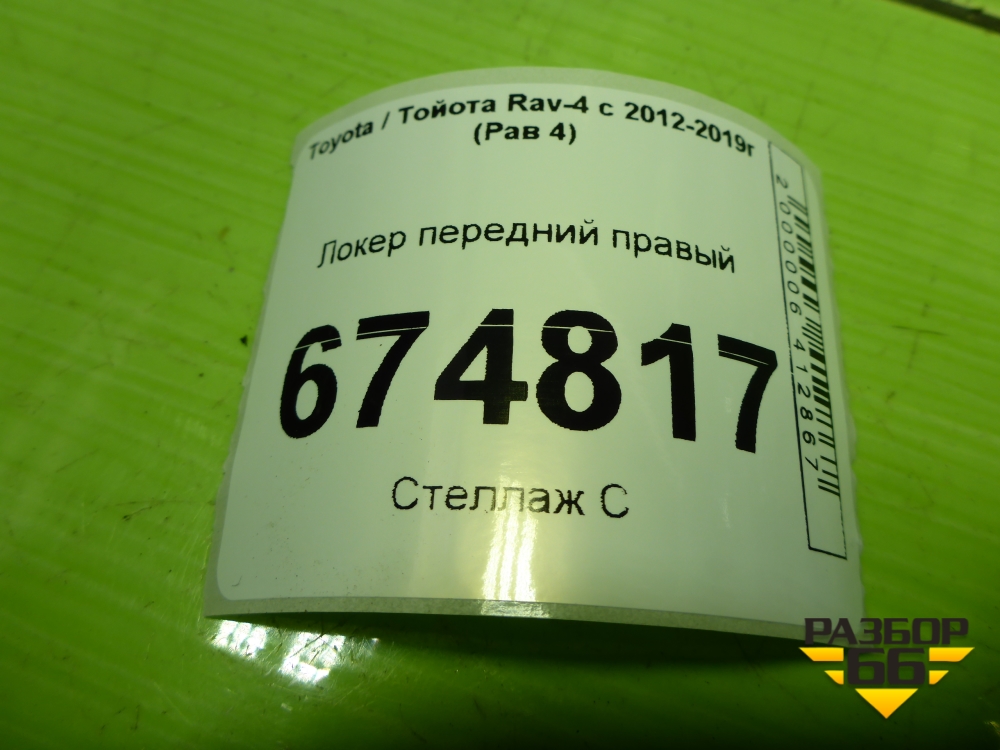 Toyota / Тойота Rav-4 с 2012-2019г
(Рав 4)
Локер передний правый
674817
Стеллаж С
2000006412867
РАЗБОР
66